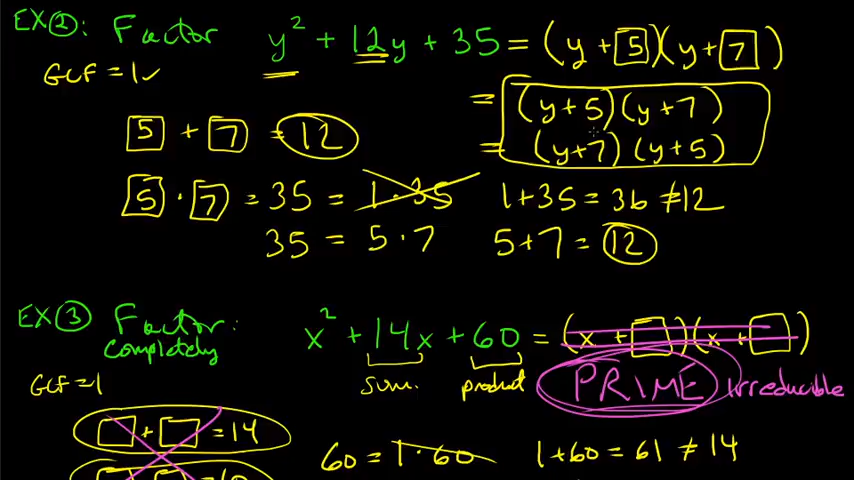 EX②: Factor y² + 12y + 35 = (y + 5)(y + 7)
GCF = 1✓
= (y + 5)(y + 7)
5 + 7 = 12
= (y+7)(y+5)
5 · 7 = 35 = 1 · 35 1+35 = 36 ≠ 12
35 = 5 · 7 5+7 = 12
EX③ Factor: x² + 14x + 60 = (x + □)(x + □)
Completely
sum. product PRIME Irreducible
GCF = 1
□ + □ = 14
60 = 1 · 60 1+60 = 61 ≠ 14